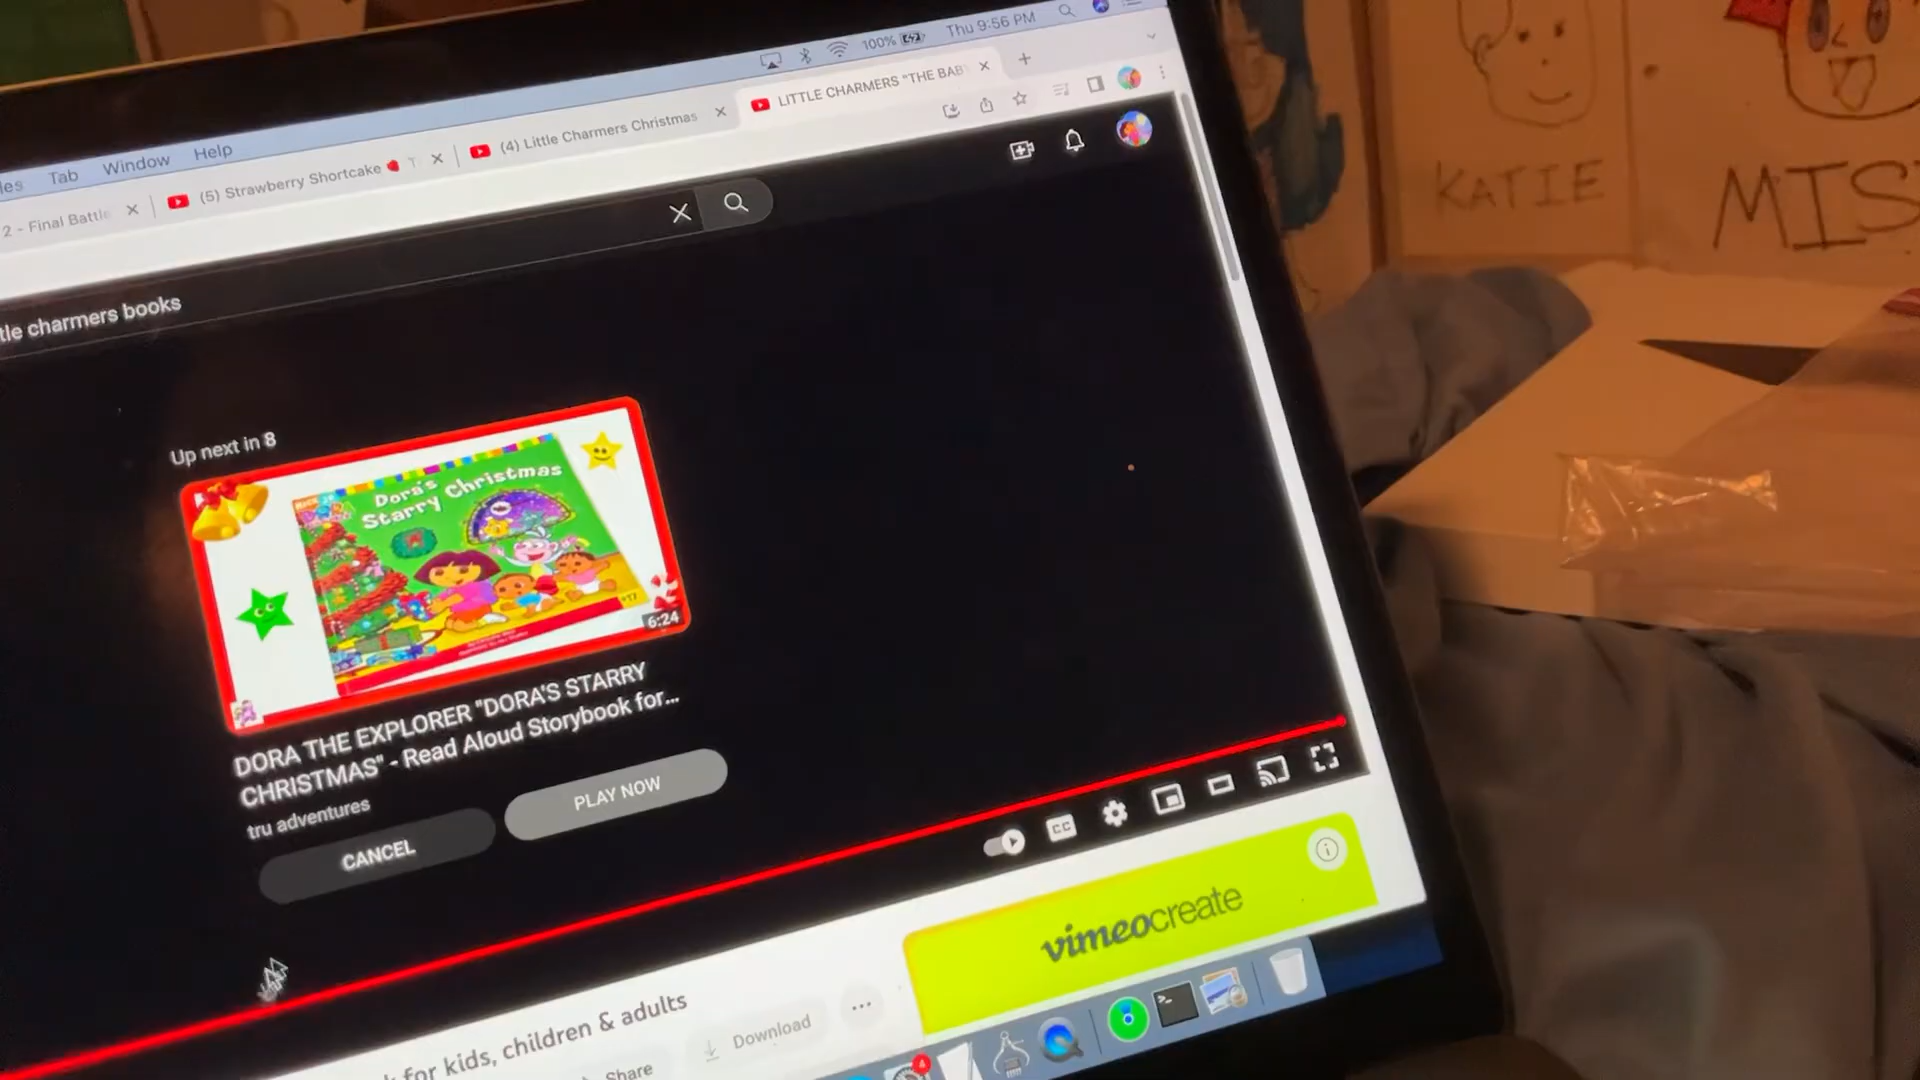 Tab Window Help
100% Thu 9:56 PM
2 - Final Battle
(5) Strawberry Shortcake
(4) Little Charmers Christmas
LITTLE CHARMERS "THE BAB
tle charmers books
Up next in 8
Dora's
Starry Christmas
6:24
DORA THE EXPLORER "DORA'S STARRY
CHRISTMAS" - Read Aloud Storybook for...
tru adventures
CANCEL
PLAY NOW
CC
vimeocreate
for kids, children & adults
Share
Download
4
KATIE
MIS